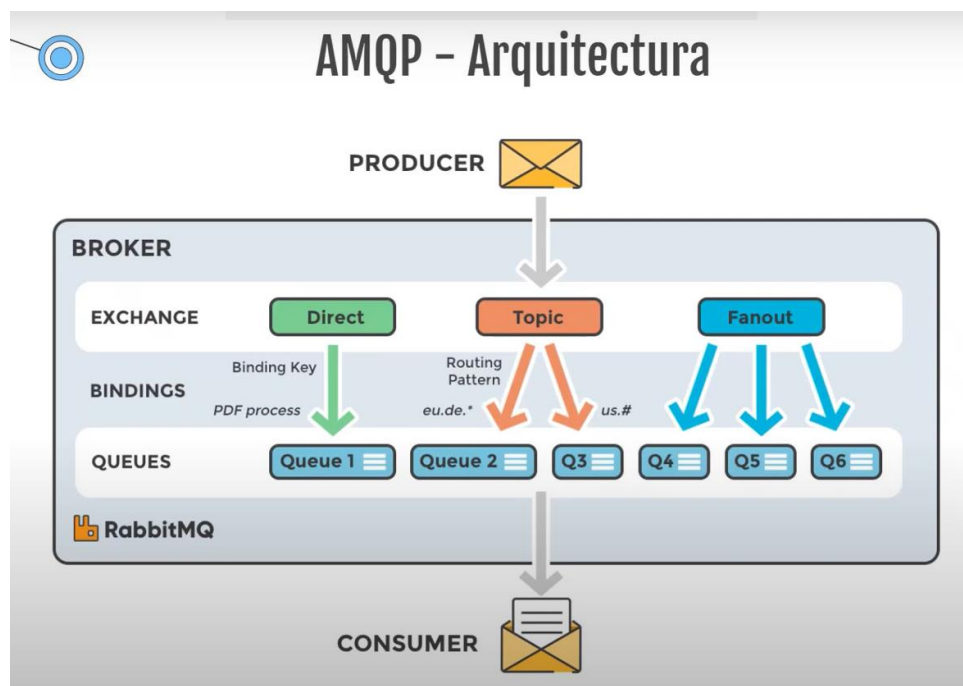 AMQP – Arquitectura
PRODUCER
BROKER
EXCHANGE
Direct
Topic
Fanout
Binding Key
Routing
Pattern
BINDINGS
PDF process
eu.de.*
us.#
QUEUES
Queue 1
Queue 2
Q3
Q4
Q5
Q6
RabbitMQ
CONSUMER